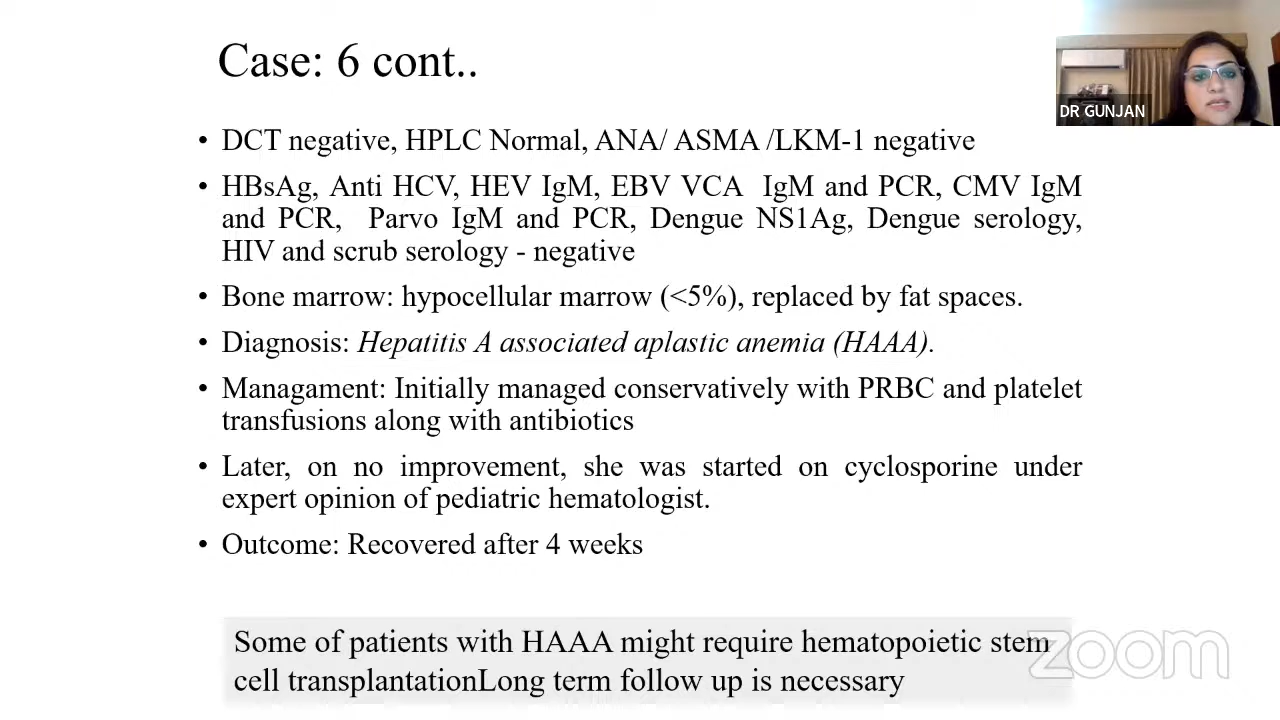 Case: 6 cont..
DR GUNJAN
• DCT negative, HPLC Normal, ANA/ ASMA /LKM-1 negative
• HBsAg, Anti HCV, HEV IgM, EBV VCA IgM and PCR, CMV IgM
and PCR, Parvo IgM and PCR, Dengue NS1Ag, Dengue serology,
HIV and scrub serology - negative
• Bone marrow: hypocellular marrow (<5%), replaced by fat spaces.
• Diagnosis: Hepatitis A associated aplastic anemia (HAAA).
• Managament: Initially managed conservatively with PRBC and platelet
transfusions along with antibiotics
• Later, on no improvement, she was started on cyclosporine under
expert opinion of pediatric hematologist.
• Outcome: Recovered after 4 weeks
Some of patients with HAAA might require hematopoietic stem
cell transplantationLong term follow up is necessary
zoom